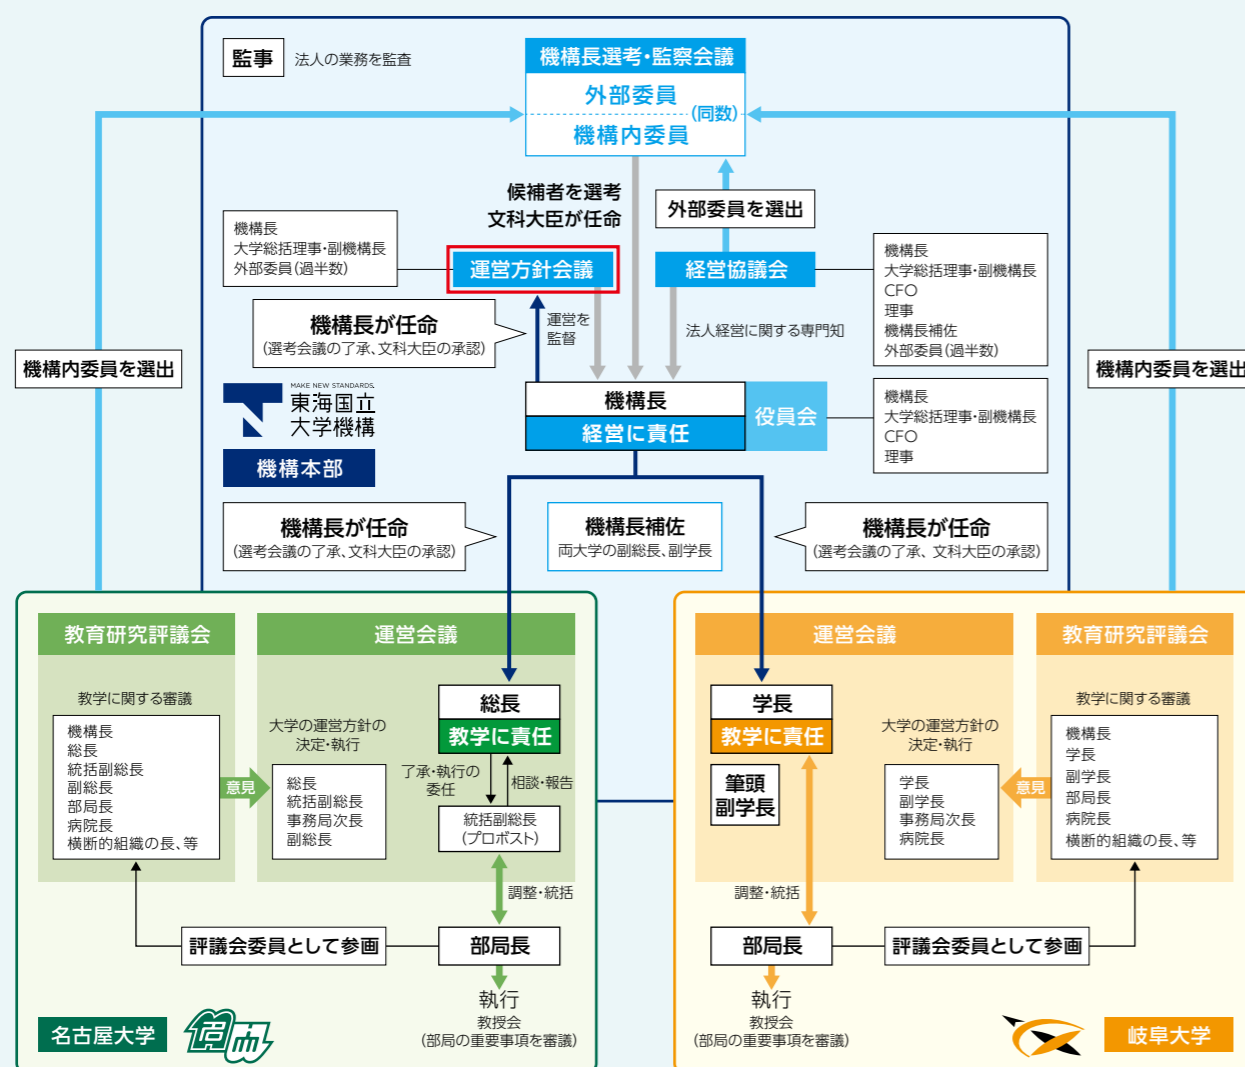 監事
法人の業務を監査
機構長選考・監察会議
外部委員
(同数)
機構内委員
候補者を選考
文科大臣が任命
外部委員を選出
機構長
大学総括理事・副機構長
外部委員(過半数)
運営方針会議
経営協議会
機構長
大学総括理事・副機構長
CFO
理事
機構長補佐
外部委員(過半数)
機構長が任命
(選考会議の了承、文科大臣の承認)
運営を
監督
法人経営に関する専門知
機構内委員を選出
機構内委員を選出
MAKE NEW STANDARDS.
東海国立
大学機構
機構本部
機構長
経営に責任
役員会
機構長
大学総括理事・副機構長
CFO
理事
機構長が任命
(選考会議の了承、文科大臣の承認)
機構長補佐
両大学の副総長、副学長
機構長が任命
(選考会議の了承、文科大臣の承認)
教育研究評議会
教学に関する審議
機構長
総長
統括副総長
副総長
部局長
病院長
横断的組織の長、等
意見
運営会議
大学の運営方針の
決定・執行
総長
統括副総長
事務局次長
副総長
総長
教学に責任
了承・執行の
委任
相談・報告
統括副総長
(プロボスト)
調整・統括
評議会委員として参画
部局長
執行
教授会
(部局の重要事項を審議)
名古屋大学
運営会議
学長
教学に責任
筆頭
副学長
大学の運営方針の
決定・執行
学長
副学長
事務局次長
病院長
意見
教育研究評議会
教学に関する審議
機構長
学長
副学長
部局長
病院長
横断的組織の長、等
調整・統括
部局長
評議会委員として参画
執行
教授会
(部局の重要事項を審議)
岐阜大学